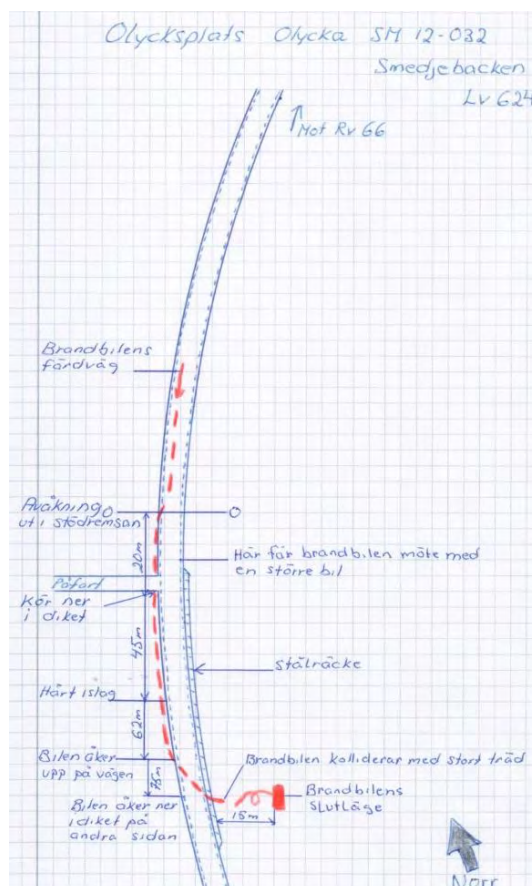 Olycksplats Olycka SM 12-032
Smedjebacken
Lv 624
Mot Rv 66
Brandbilens
färdväg
Avåkning
ut i stödremsan
20m
Här får brandbilen möte med
en större bil
Påfart
Kör ner
i diket
45m
Stålräcke
Hårt islag
62m
Bilen åker
upp på vägen
Brandbilen kolliderar med stort träd
75m
Brandbilens
slutläge
Bilen åker ner
i diket på
andra sidan
15m
Norr